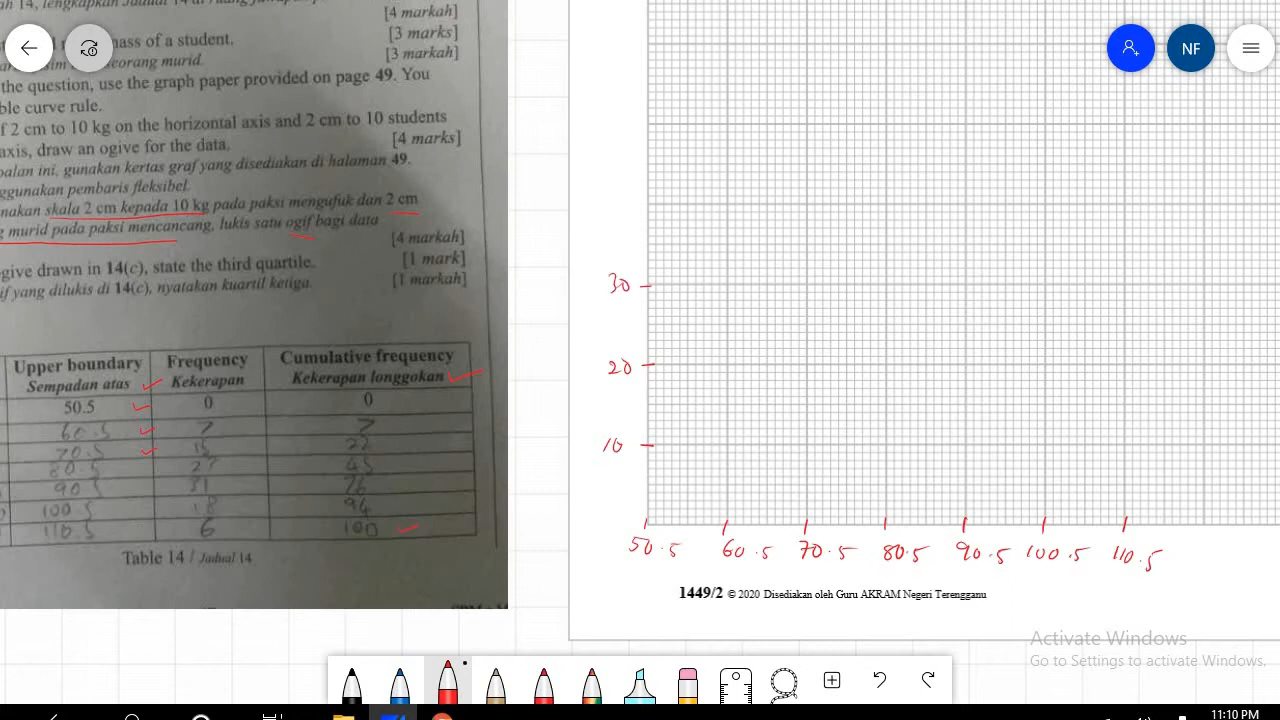 ah 14, lengkapkan Jadual 14 di ruang
[4 markah]
mass of a student.
[3 marks]
seorang murid.
[3 markah]
the question, use the graph paper provided on page 49. You
ble curve rule.
f 2 cm to 10 kg on the horizontal axis and 2 cm to 10 students
axis, draw an ogive for the data.
[4 marks]
oalan ini, gunakan kertas graf yang disediakan di halaman 49.
ggunakan pembaris fleksibel.
nakan skala 2 cm kepada 10 kg pada paksi mengufuk dan 2 cm
g murid pada paksi mencancang, lukis satu ogif bagi data
[4 markah]
give drawn in 14(c), state the third quartile.
[1 mark]
if yang dilukis di 14(c), nyatakan kuartil ketiga.
[1 markah]
Upper boundary Frequency Cumulative frequency
Sempadan atas Kekerapan Kekerapan longgokan
50.5 0 0
60.5 7 7
70.5 15 22
80.5 45
90.5 31 76
100.5 18 94
110.5 6 100
Table 14 / Jadual 14
NF
30
20
10
50.5 60.5 70.5 80.5 90.5 100.5 110.5
1449/2 © 2020 Disediakan oleh Guru AKRAM Negeri Terengganu
Activate Windows
Go to Settings to activate Windows.
11:10 PM